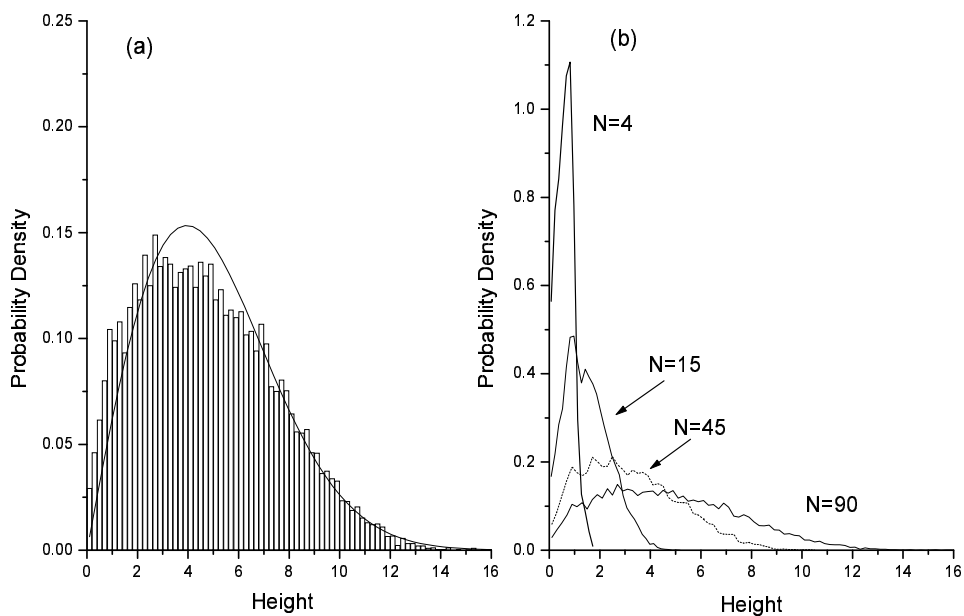 (a)
Probability Density
0.25
0.20
0.15
0.10
0.05
0.00
0 2 4 6 8 10 12 14 16
Height
(b)
Probability Density
1.2
1.0
0.8
0.6
0.4
0.2
0.0
N=4
N=15
N=45
N=90
0 2 4 6 8 10 12 14 16
Height